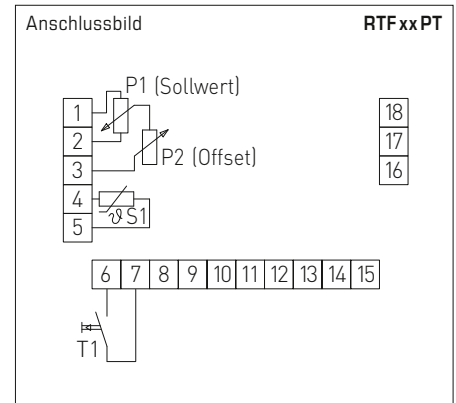 Anschlussbild RTF xx PT
P1 (Sollwert)
1 18
2 17
P2 (Offset)
3 16
4
ϑ S1
5
6 7 8 9 10 11 12 13 14 15
T1